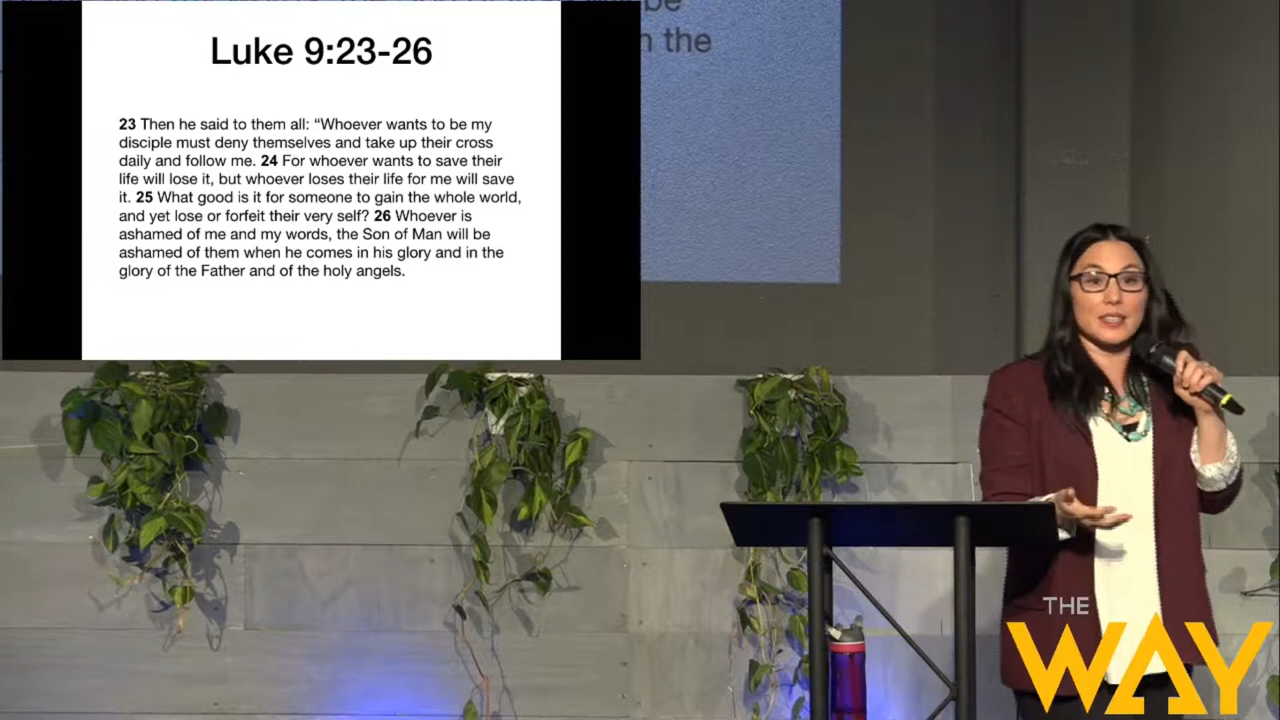 Luke 9:23-26
23 Then he said to them all: “Whoever wants to be my
disciple must deny themselves and take up their cross
daily and follow me. 24 For whoever wants to save their
life will lose it, but whoever loses their life for me will save
it. 25 What good is it for someone to gain the whole world,
and yet lose or forfeit their very self? 26 Whoever is
ashamed of me and my words, the Son of Man will be
ashamed of them when he comes in his glory and in the
glory of the Father and of the holy angels.
be
the
THE
WAY